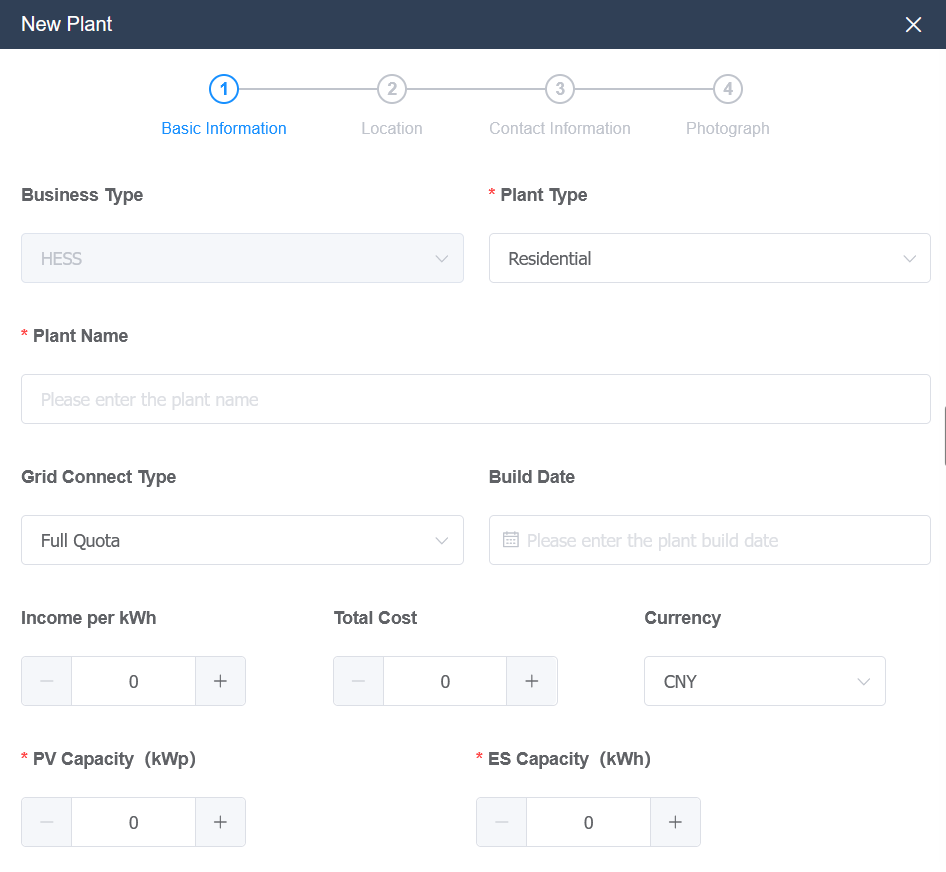 New Plant
1 2 3 4
Basic Information Location Contact Information Photograph
Business Type * Plant Type
HESS Residential
* Plant Name
Please enter the plant name
Grid Connect Type Build Date
Full Quota Please enter the plant build date
Income per kWh Total Cost Currency
0 0 CNY
* PV Capacity (kWp) * ES Capacity (kWh)
0 0